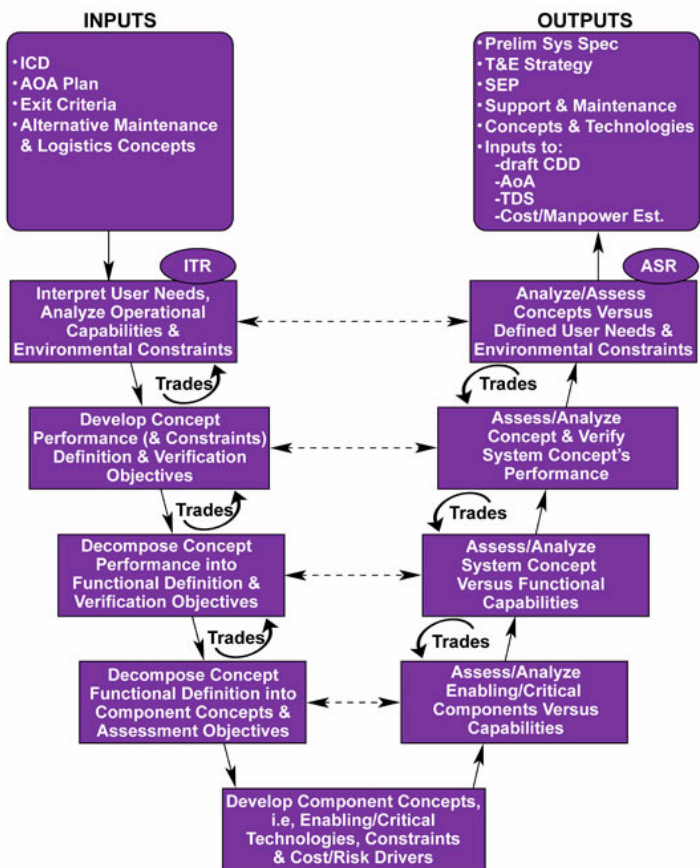 INPUTS
• ICD
• AOA Plan
• Exit Criteria
• Alternative Maintenance
& Logistics Concepts
OUTPUTS
• Prelim Sys Spec
• T&E Strategy
• SEP
• Support & Maintenance
• Concepts & Technologies
• Inputs to:
-draft CDD
-AoA
-TDS
-Cost/Manpower Est.
ITR
Interpret User Needs,
Analyze Operational
Capabilities &
Environmental Constraints
ASR
Analyze/Assess
Concepts Versus
Defined User Needs &
Environmental Constraints
Trades
Trades
Develop Concept
Performance (& Constraints)
Definition & Verification
Objectives
Assess/Analyze
Concept & Verify
System Concept's
Performance
Trades
Trades
Decompose Concept
Performance into
Functional Definition &
Verification Objectives
Assess/Analyze
System Concept
Versus Functional
Capabilities
Trades
Trades
Decompose Concept
Functional Definition into
Component Concepts &
Assessment Objectives
Assess/Analyze
Enabling/Critical
Components Versus
Capabilities
Develop Component Concepts,
i.e, Enabling/Critical
Technologies, Constraints
& Cost/Risk Drivers